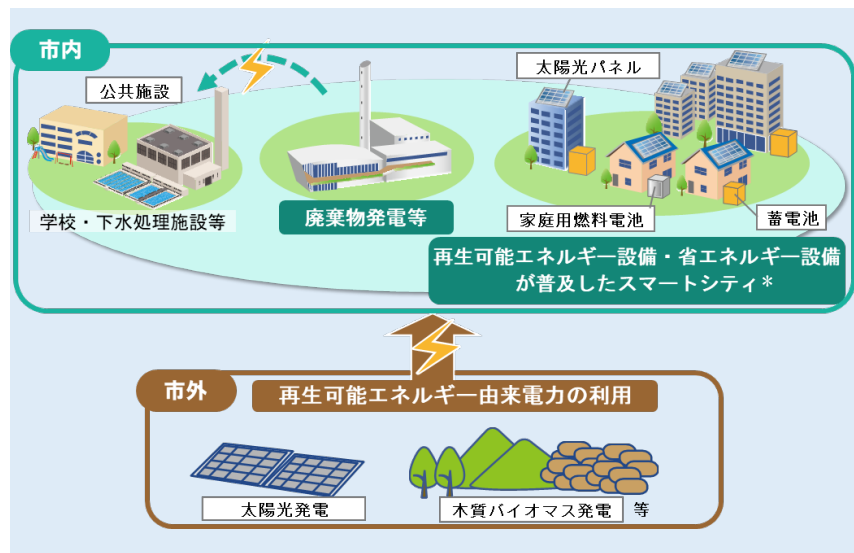 市内
公共施設
学校・下水処理施設等
廃棄物発電等
太陽光パネル
家庭用燃料電池
蓄電池
再生可能エネルギー設備・省エネルギー設備
が普及したスマートシティ*
市外
再生可能エネルギー由来電力の利用
太陽光発電
木質バイオマス発電 等